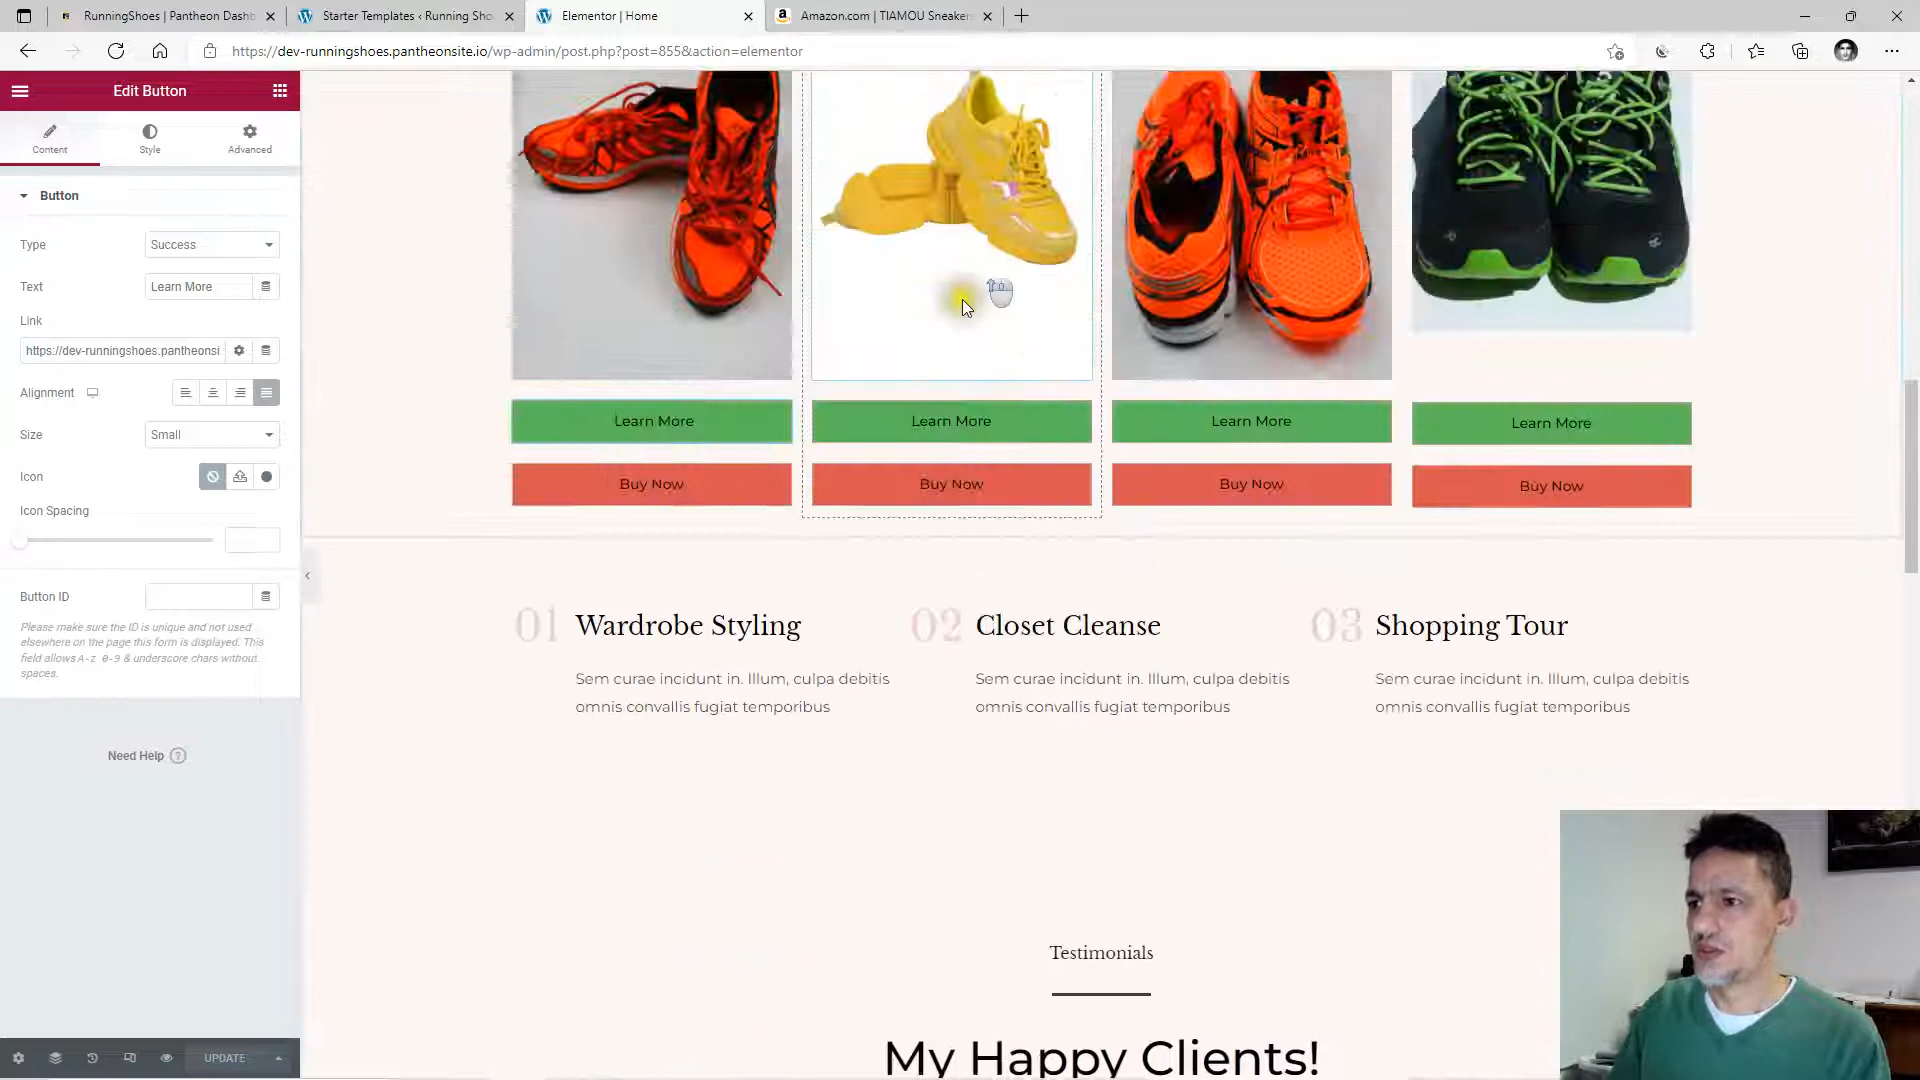 RunningShoes | Pantheon Dashb
Starter Templates ‹ Running Sho
Elementor | Home
Amazon.com | TIAMOU Sneaker
https://dev-runningshoes.pantheonsite.io/wp-admin/post.php?post=855&action=elementor
Edit Button
Content
Style
Advanced
Button
Type
Success
Text
Learn More
Link
https://dev-runningshoes.pantheonsi
Alignment
Size
Small
Icon
Icon Spacing
Button ID
Please make sure the ID is unique and not used
elsewhere on the page this form is displayed. This
field allows A-z 0-9 & underscore chars without
spaces.
Need Help
UPDATE
Learn More
Learn More
Learn More
Learn More
Buy Now
Buy Now
Buy Now
Buy Now
01 Wardrobe Styling
Sem curae incidunt in. Illum, culpa debitis
omnis convallis fugiat temporibus
02 Closet Cleanse
Sem curae incidunt in. Illum, culpa debitis
omnis convallis fugiat temporibus
03 Shopping Tour
Sem curae incidunt in. Illum, culpa debitis
omnis convallis fugiat temporibus
Testimonials
My Happy Clients!